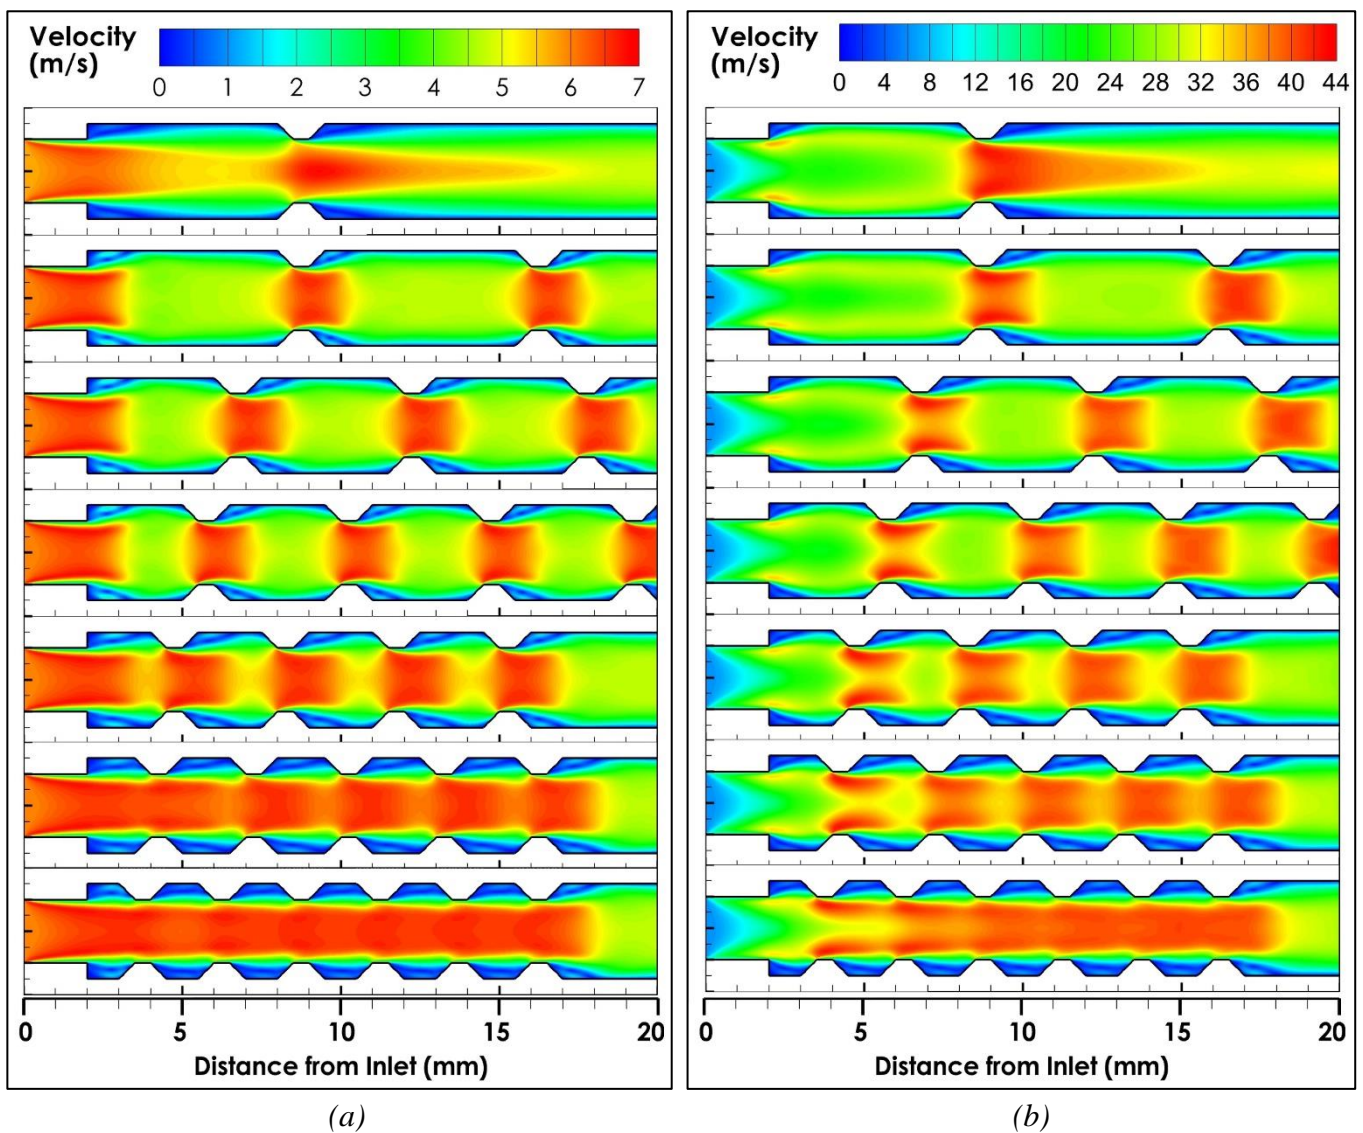 Velocity
(m/s)
0 1 2 3 4 5 6 7
0 5 10 15 20
Distance from Inlet (mm)
(a)
Velocity
(m/s)
0 4 8 12 16 20 24 28 32 36 40 44
0 5 10 15 20
Distance from Inlet (mm)
(b)